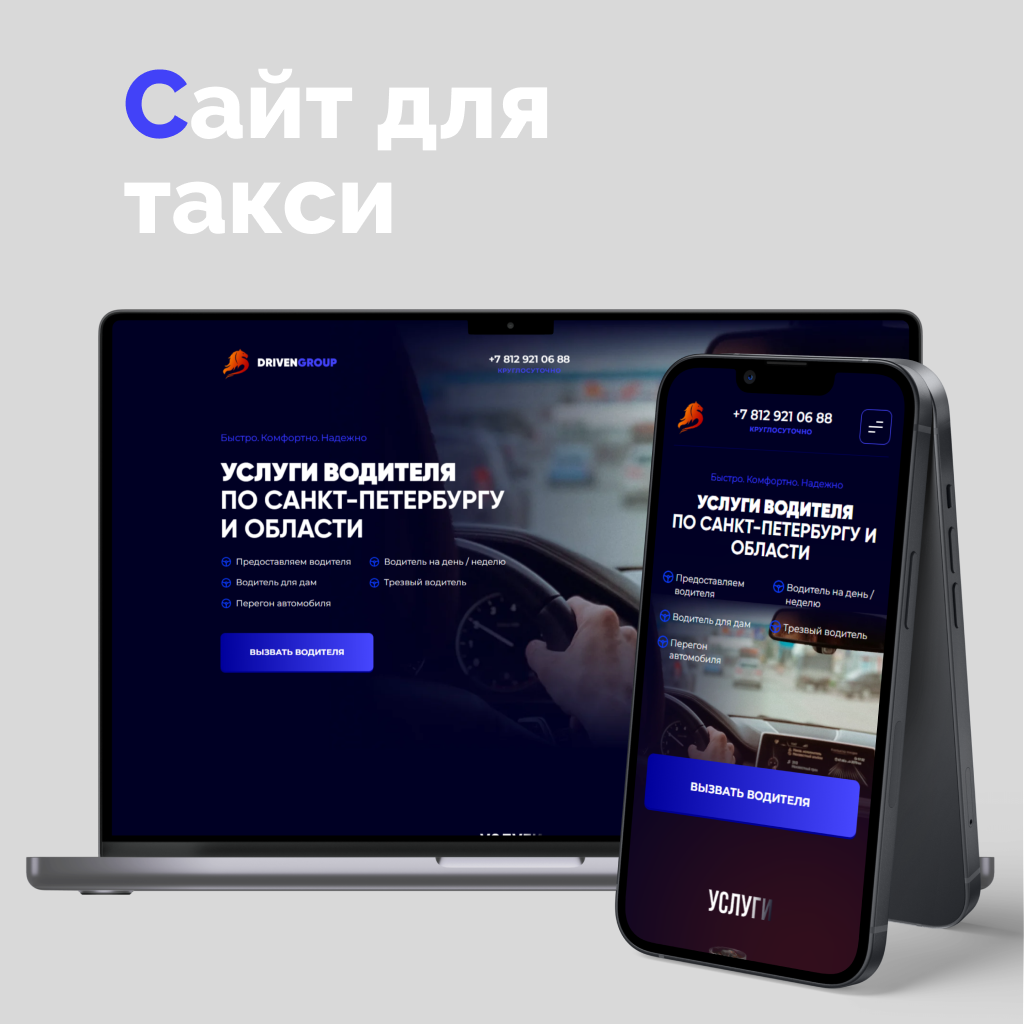 Сайт для
такси
DRIVENGROUP
+7 812 921 06 88
КРУГЛОСУТОЧНО
Быстро. Комфортно. Надежно
УСЛУГИ ВОДИТЕЛЯ
ПО САНКТ-ПЕТЕРБУРГУ
И ОБЛАСТИ
Предоставляем водителя
Водитель на день / неделю
Водитель для дам
Трезвый водитель
Перегон автомобиля
ВЫЗВАТЬ ВОДИТЕЛЯ
+7 812 921 06 88
КРУГЛОСУТОЧНО
Быстро. Комфортно. Надежно
УСЛУГИ ВОДИТЕЛЯ
ПО САНКТ-ПЕТЕРБУРГУ И
ОБЛАСТИ
Предоставляем
водителя
Водитель на день /
неделю
Водитель для дам
Трезвый водитель
Перегон
автомобиля
ВЫЗВАТЬ ВОДИТЕЛЯ
УСЛУГИ